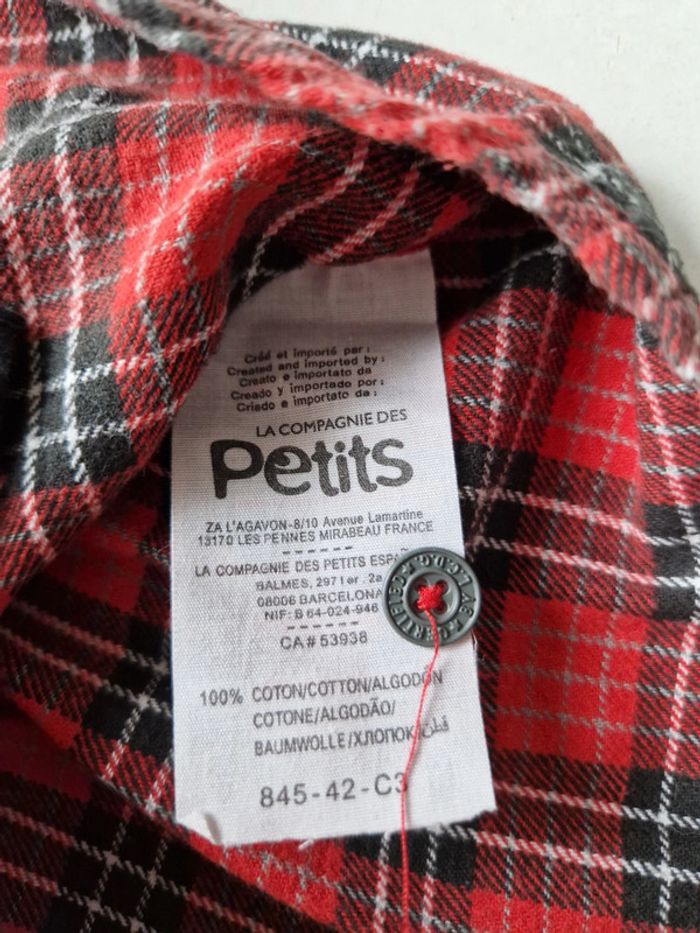 Créé et importé par :
Created and imported by :
Creato e importato da
Creado y importado por :
Criado e importato da :
LA COMPAGNIE DES
Petits
ZA L'AGAVON-8/10 Avenue Lamartine
13170 LES PENNES MIRABEAU FRANCE
LA COMPAGNIE DES PETITS
BALMES, 297 1er . 2a
08006 BARCELONA
NIF: B 64-024-946
CA# 53938
100% COTON/COTTON/ALGODÓN
COTONE/ALGODÃO/
BAUMWOLLE/ХЛОПОК/قطن
845-42-C3